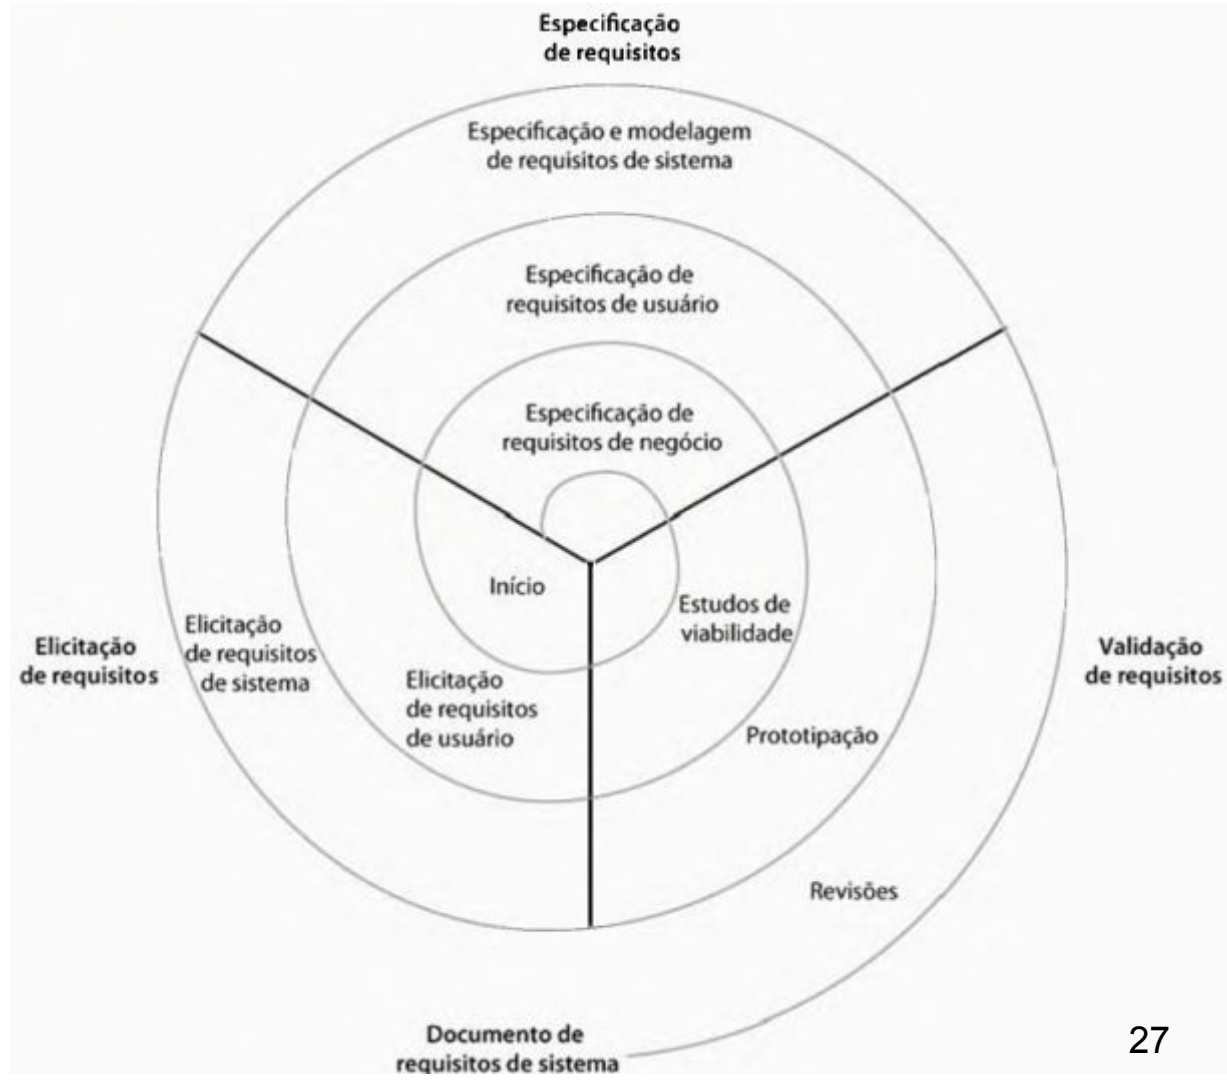 Especificação
de requisitos
Especificação e modelagem
de requisitos de sistema
Especificação de
requisitos de usuário
Especificação de
requisitos de negócio
Início
Estudos de
viabilidade
Elicitação
de requisitos
Elicitação
de requisitos
de sistema
Elicitação
de requisitos
de usuário
Validação
de requisitos
Prototipação
Revisões
Documento de
requisitos de sistema
27